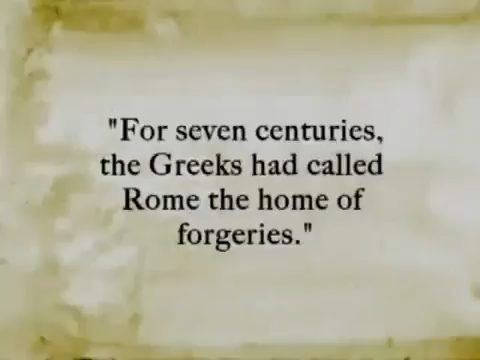 "For seven centuries,
the Greeks had called
Rome the home of
forgeries."